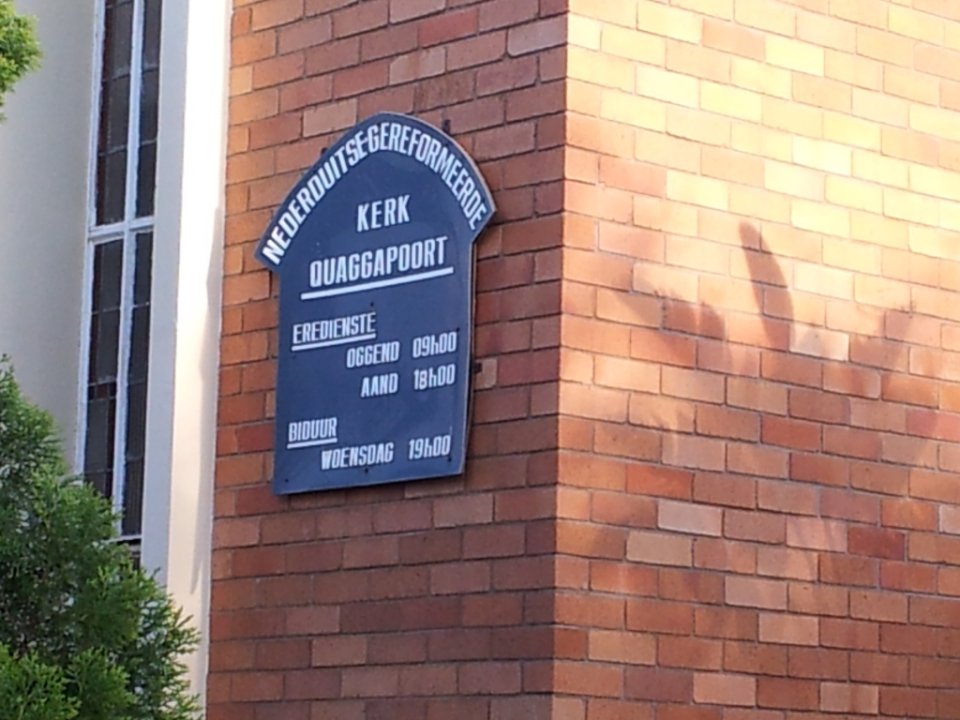 NEDERDUITSE-GEREFORMEERDE
KERK
QUAGGAPOORT
EREDIENSTE
OGGEND 09h00
AAND 18h00
BIDUUR
WOENSDAG 19h00